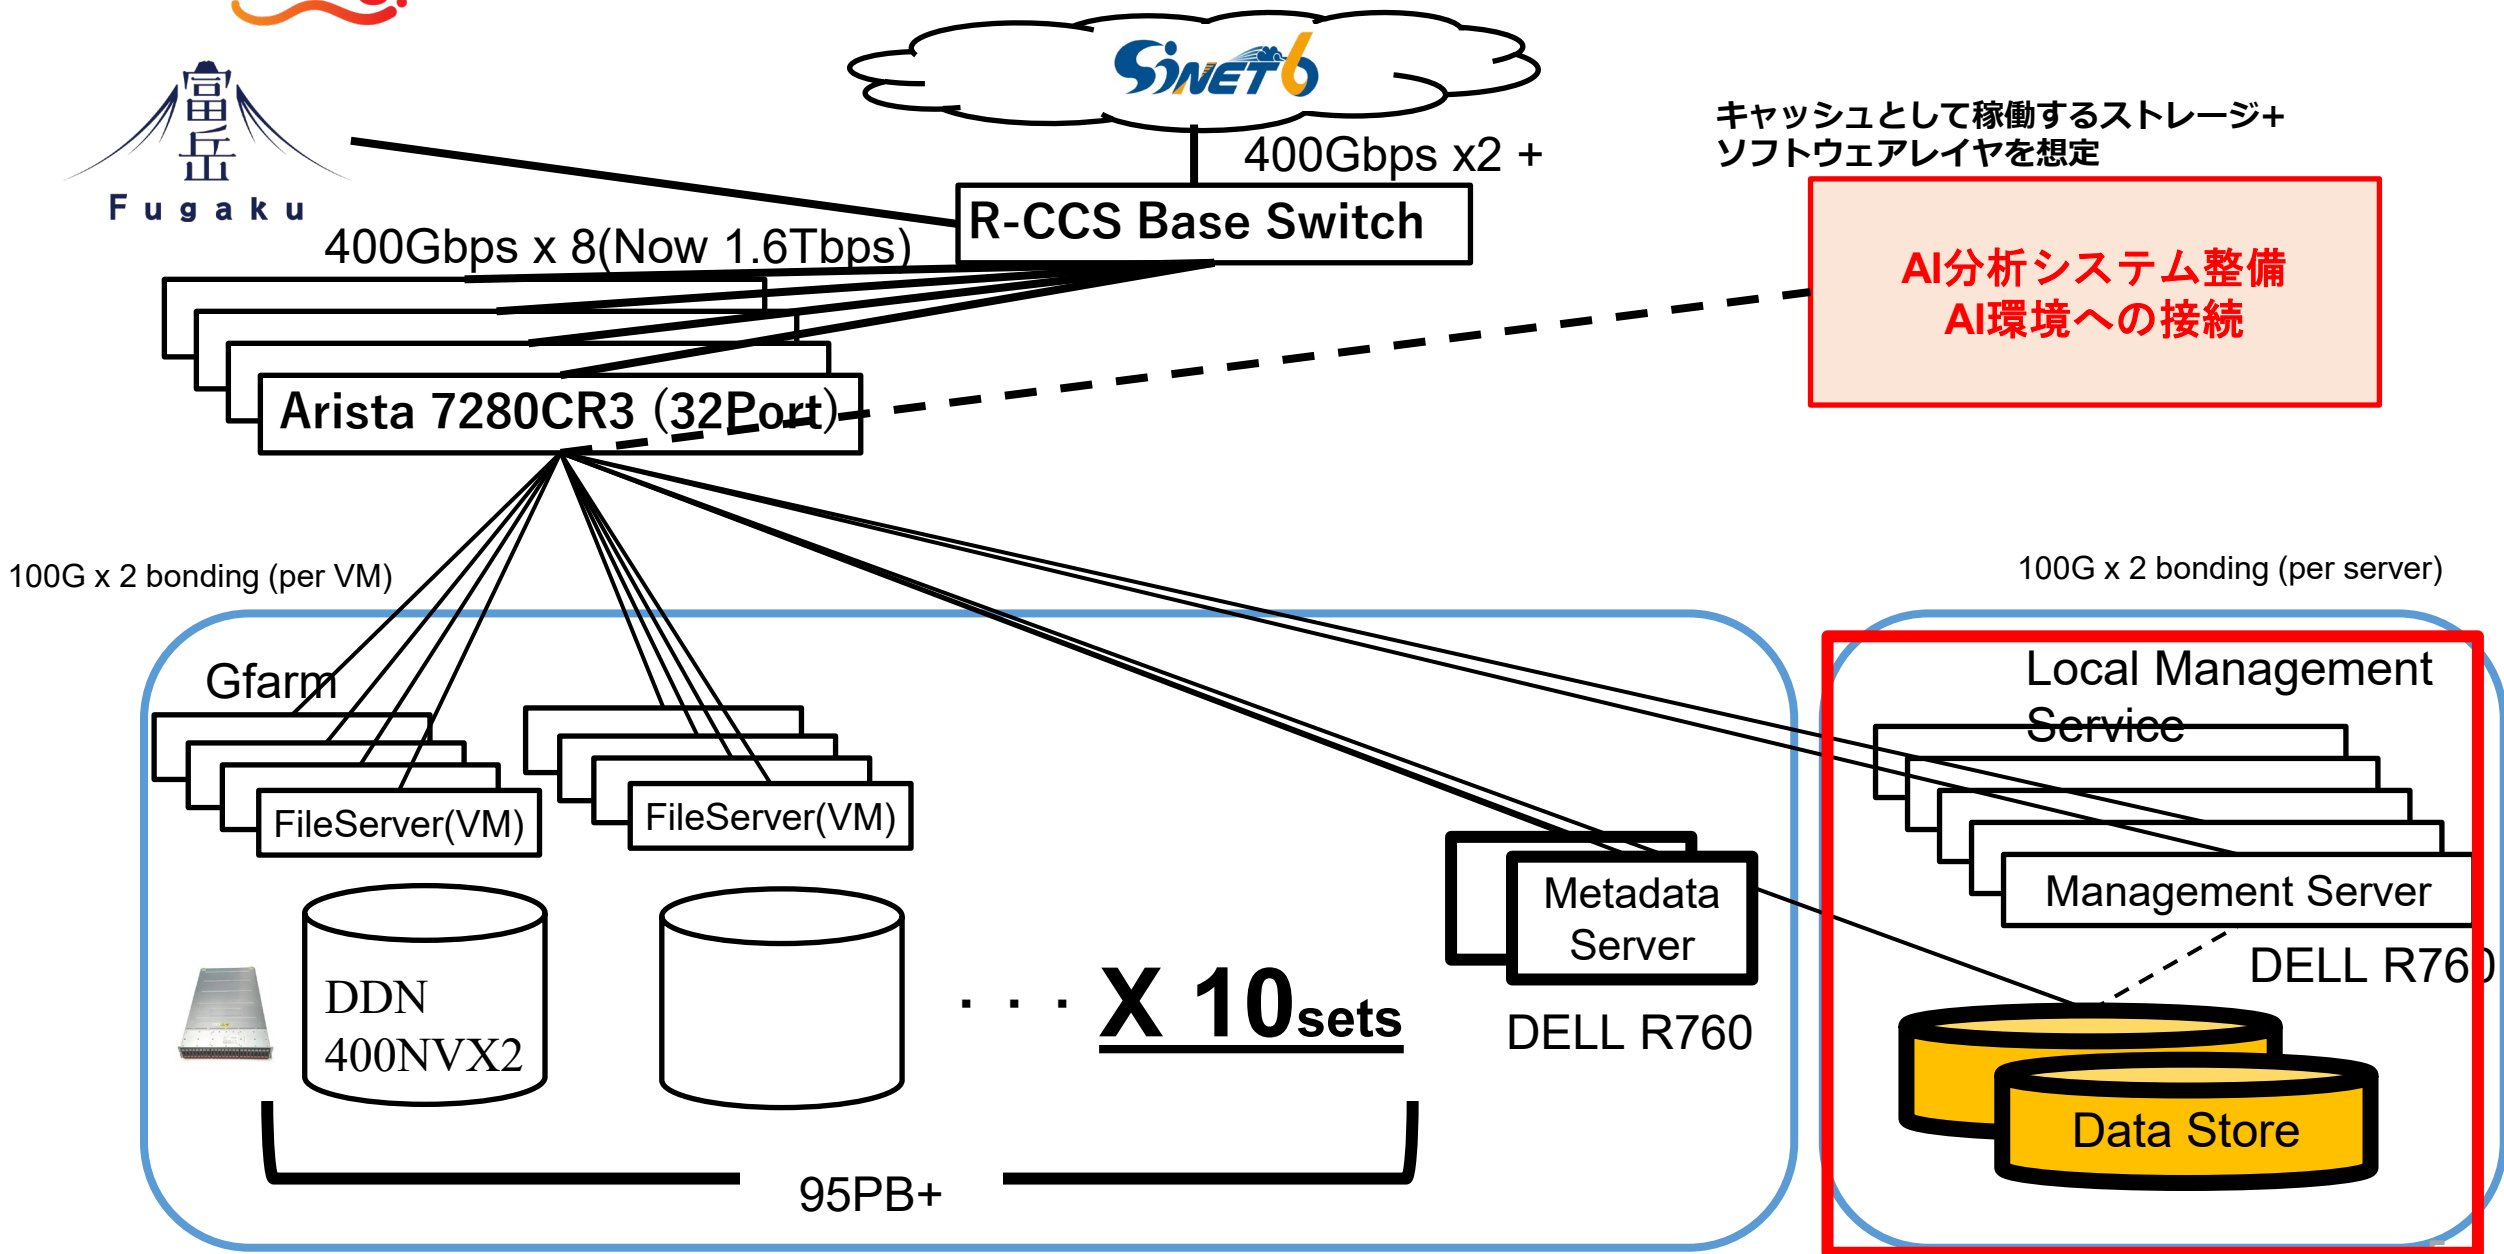 SINET6
富岳
Fugaku
キャッシュとして稼働するストレージ+
ソフトウェアレイヤを想定
400Gbps x2 +
R-CCS Base Switch
400Gbps x 8(Now 1.6Tbps)
AI分析システム整備
AI環境への接続
Arista 7280CR3 (32Port)
100G x 2 bonding (per VM)
100G x 2 bonding (per server)
Gfarm
Local Management
Service
FileServer(VM)
FileServer(VM)
Metadata
Server
Management Server
DELL R760
DDN
400NVX2
· · · X 10sets
DELL R760
Data Store
95PB+